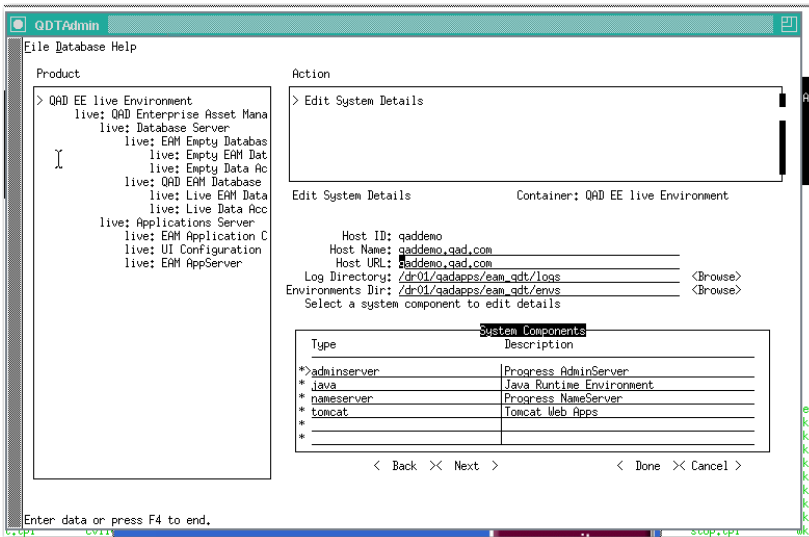 QDTAdmin
File Database Help
Product
> QAD EE live Environment
live: QAD Enterprise Asset Mana
live: Database Server
live: EAM Empty Databas
live: Empty EAM Dat
live: Empty Data Ac
live: QAD EAM Database
live: Live EAM Data
live: Live Data Acc
live: Applications Server
live: EAM Application C
live: UI Configuration
live: EAM AppServer
Action
> Edit System Details
Edit System Details Container: QAD EE live Environment
Host ID: qaddemo
Host Name: qaddemo.qad.com
Host URL: qaddemo.qad.com
Log Directory: /dr01/qadapps/eam_qdt/logs <Browse>
Environments Dir: /dr01/qadapps/eam_qdt/envs <Browse>
Select a system component to edit details
System Components
Type Description
*>adminserver Progress AdminServer
* java Java Runtime Environment
* nameserver Progress NameServer
* tomcat Tomcat Web Apps
*
*
< Back >< Next > < Done >< Cancel >
Enter data or press F4 to end.